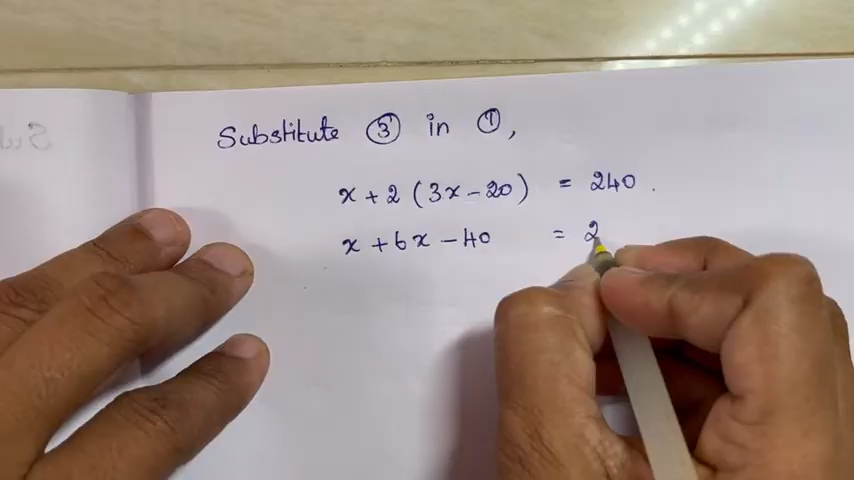 Substitute ③ in ①,
x + 2 (3x - 20) = 240.
x + 6x - 40 = 2